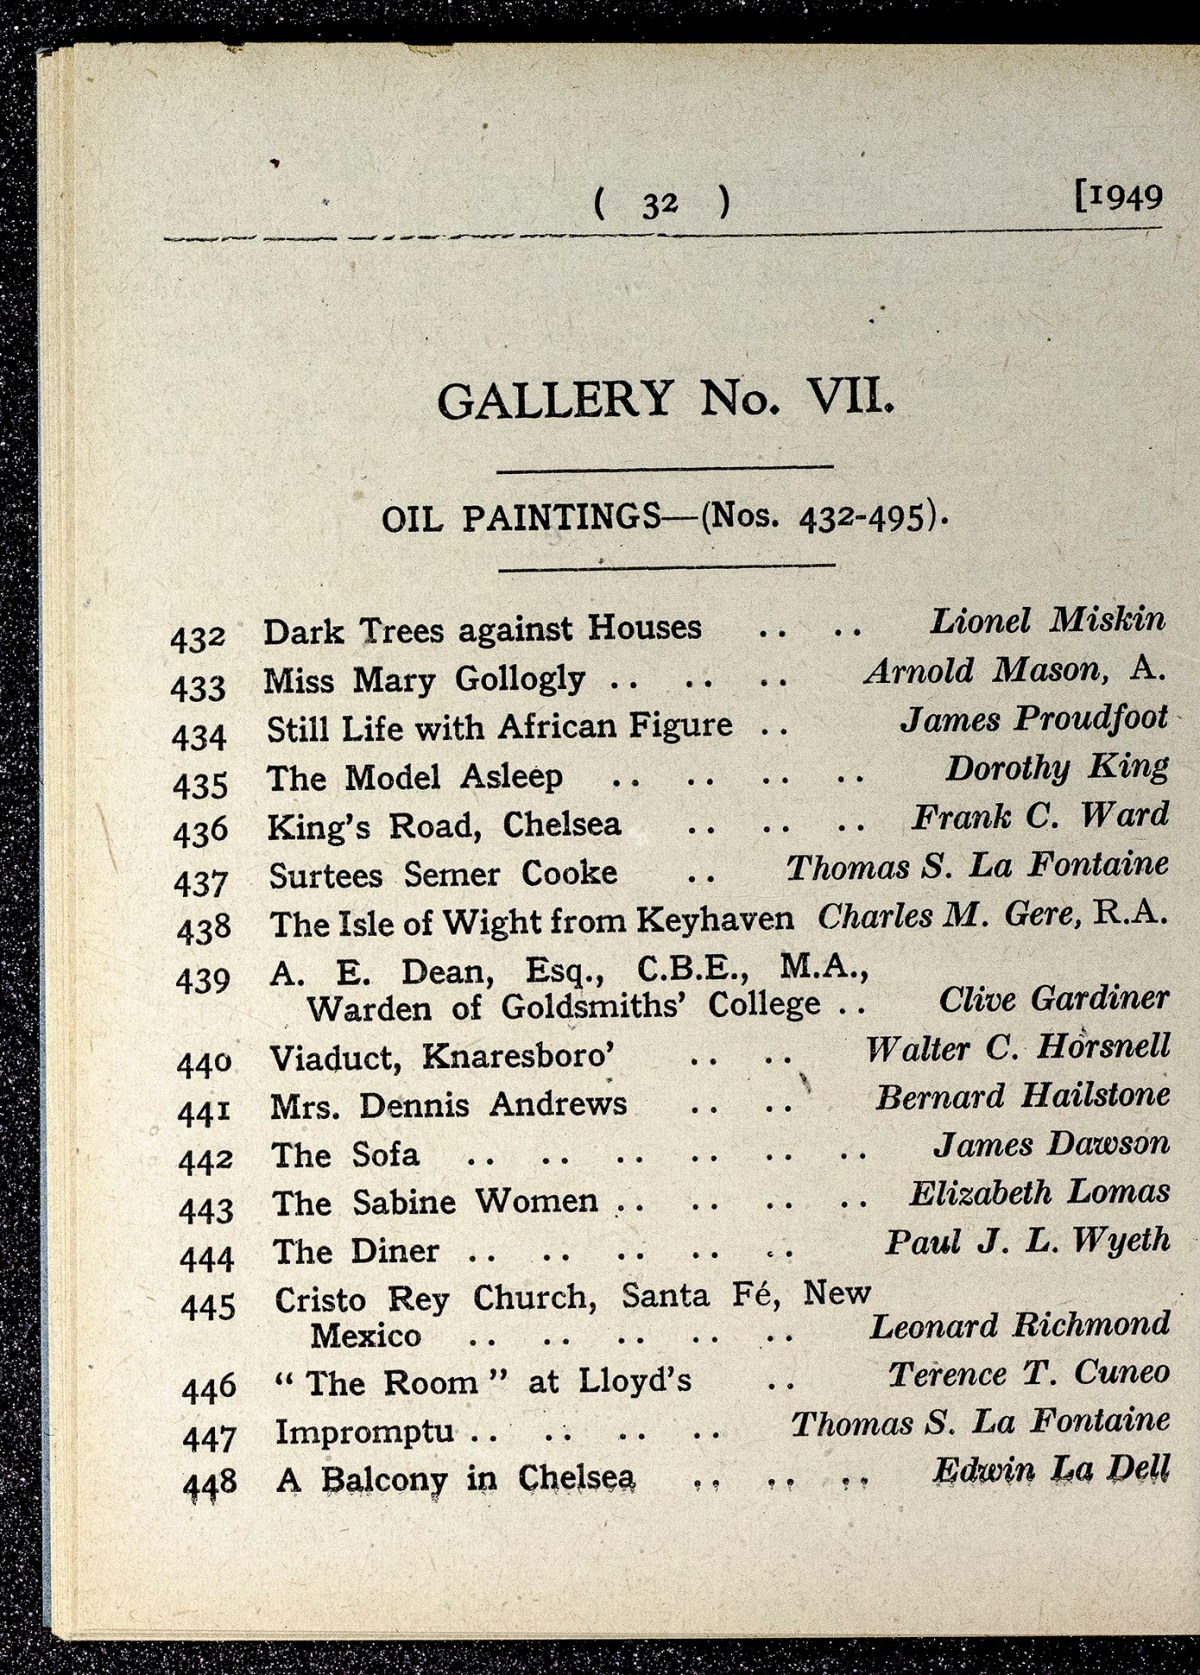 ( 32 ) [1949
GALLERY No. VII.
OIL PAINTINGS—(Nos. 432-495).
432 Dark Trees against Houses .. .. Lionel Miskin
433 Miss Mary Gollogly .. .. .. Arnold Mason, A.
434 Still Life with African Figure .. James Proudfoot
435 The Model Asleep .. .. .. .. Dorothy King
436 King's Road, Chelsea .. .. .. Frank C. Ward
437 Surtees Semer Cooke .. Thomas S. La Fontaine
438 The Isle of Wight from Keyhaven Charles M. Gere, R.A.
439 A. E. Dean, Esq., C.B.E., M.A.,
Warden of Goldsmiths' College .. Clive Gardiner
440 Viaduct, Knaresboro' .. .. Walter C. Horsnell
441 Mrs. Dennis Andrews .. .. Bernard Hailstone
442 The Sofa .. .. .. .. .. .. James Dawson
443 The Sabine Women .. .. .. .. Elizabeth Lomas
444 The Diner .. .. .. .. .. Paul J. L. Wyeth
445 Cristo Rey Church, Santa Fé, New
Mexico .. .. .. .. .. Leonard Richmond
446 " The Room " at Lloyd's .. Terence T. Cuneo
447 Impromptu .. .. .. .. Thomas S. La Fontaine
448 A Balcony in Chelsea .. .. .. Edwin La Dell